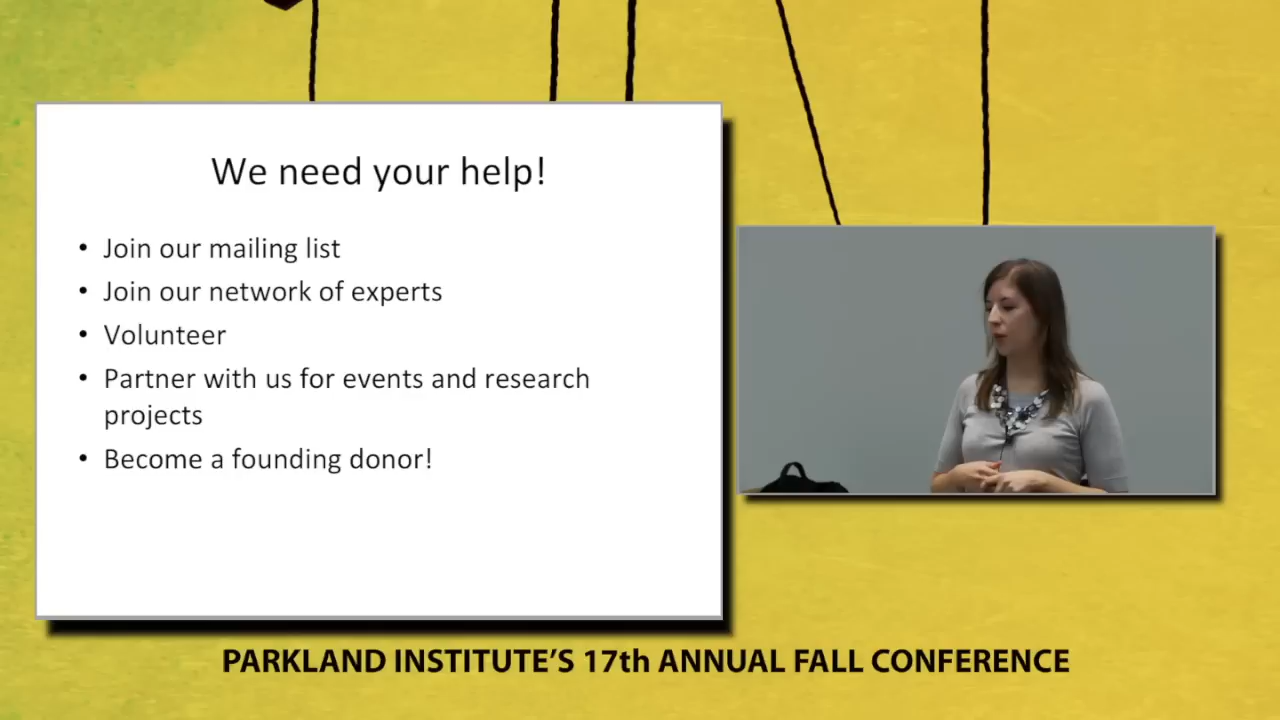 We need your help!
• Join our mailing list
• Join our network of experts
• Volunteer
• Partner with us for events and research
projects
• Become a founding donor!
PARKLAND INSTITUTE’S 17th ANNUAL FALL CONFERENCE